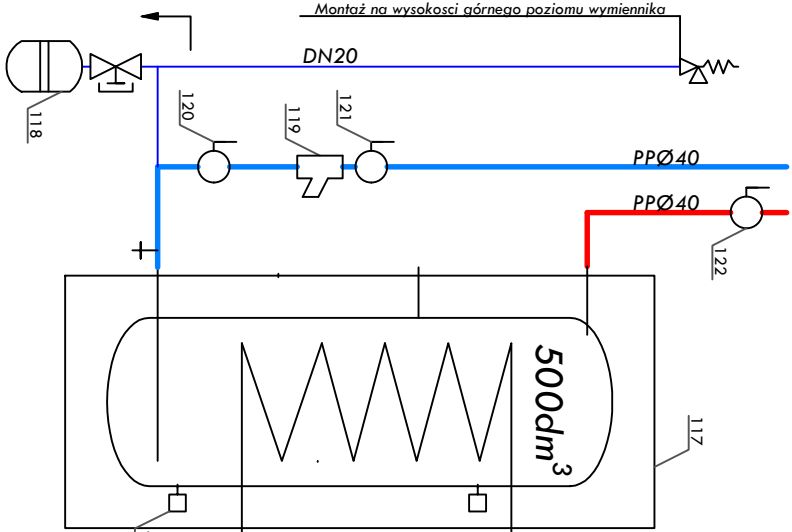 Montaż na wysokosci górnego poziomu wymiennika
DN20
118
120
119
121
PPØ40
PPØ40
122
500dm³
117